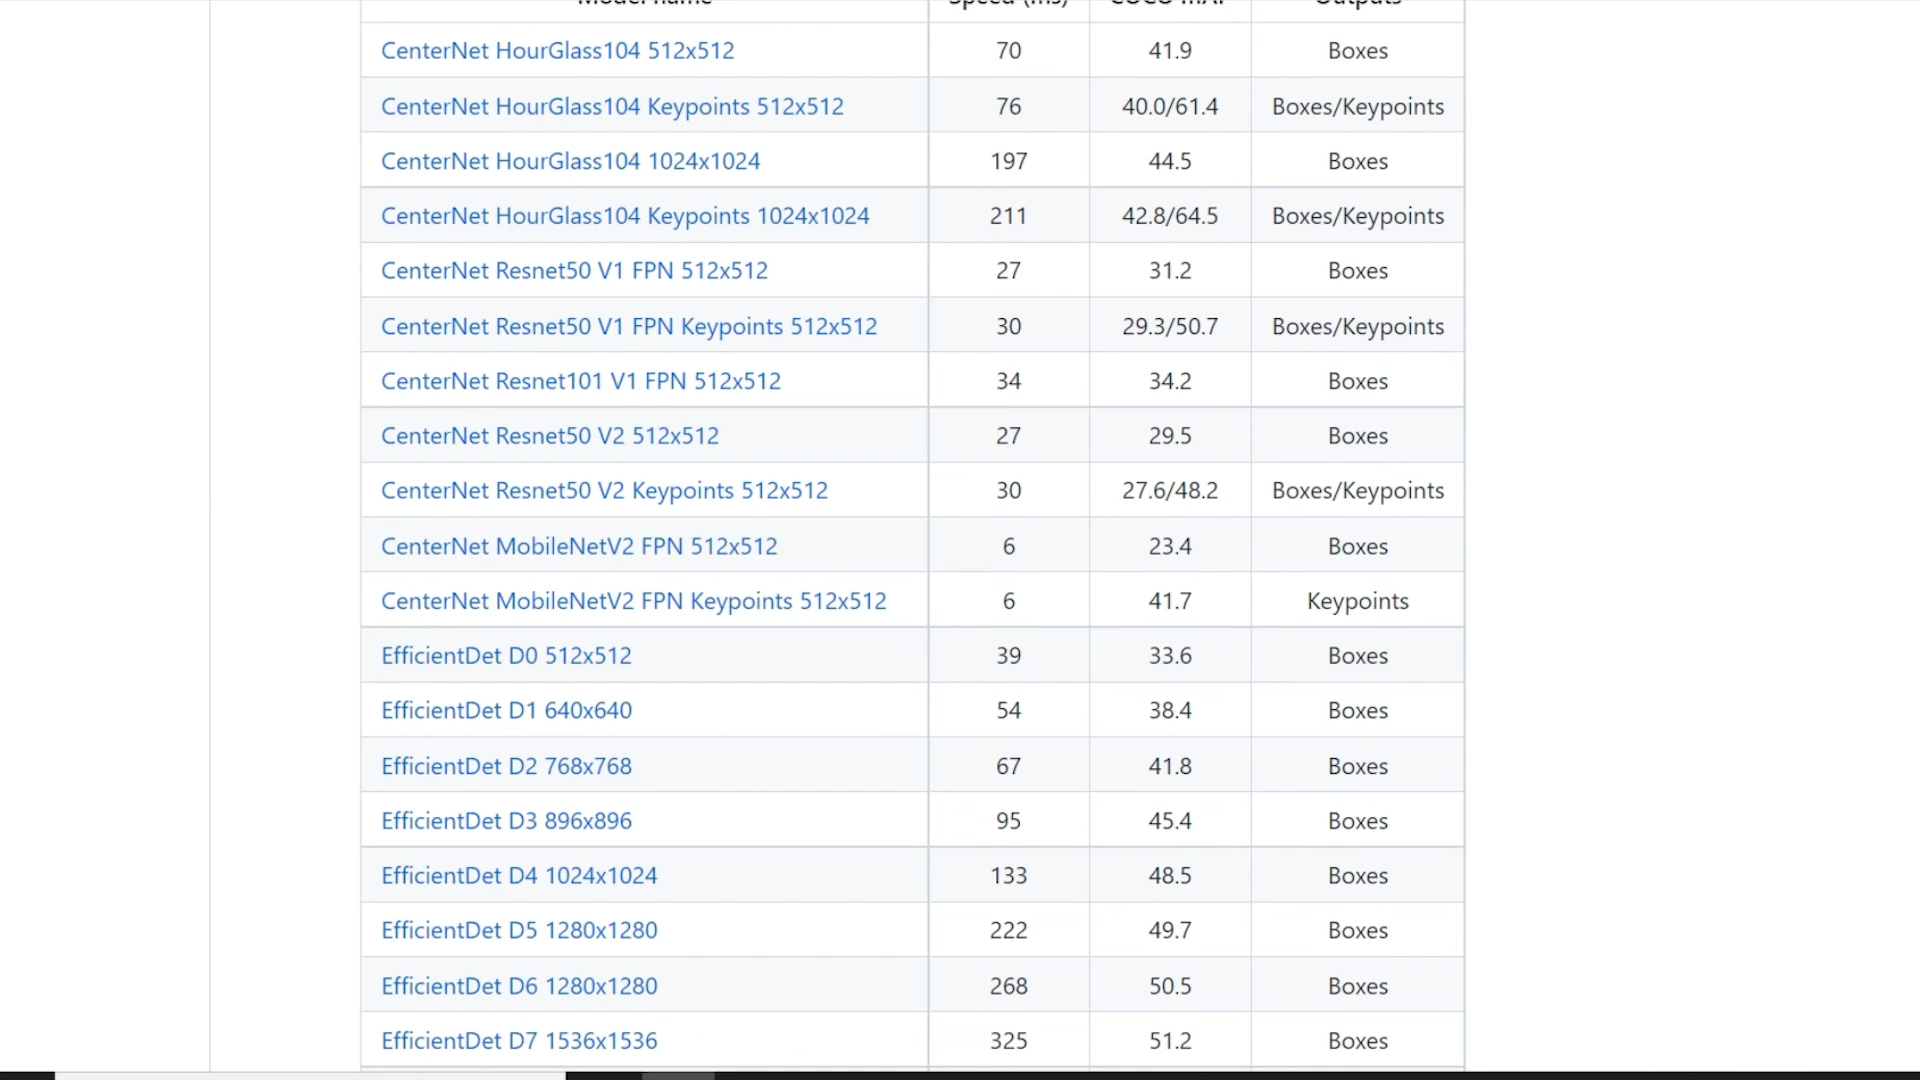 Model name Speed (ms) COCO mAP Outputs
CenterNet HourGlass104 512x512 70 41.9 Boxes
CenterNet HourGlass104 Keypoints 512x512 76 40.0/61.4 Boxes/Keypoints
CenterNet HourGlass104 1024x1024 197 44.5 Boxes
CenterNet HourGlass104 Keypoints 1024x1024 211 42.8/64.5 Boxes/Keypoints
CenterNet Resnet50 V1 FPN 512x512 27 31.2 Boxes
CenterNet Resnet50 V1 FPN Keypoints 512x512 30 29.3/50.7 Boxes/Keypoints
CenterNet Resnet101 V1 FPN 512x512 34 34.2 Boxes
CenterNet Resnet50 V2 512x512 27 29.5 Boxes
CenterNet Resnet50 V2 Keypoints 512x512 30 27.6/48.2 Boxes/Keypoints
CenterNet MobileNetV2 FPN 512x512 6 23.4 Boxes
CenterNet MobileNetV2 FPN Keypoints 512x512 6 41.7 Keypoints
EfficientDet D0 512x512 39 33.6 Boxes
EfficientDet D1 640x640 54 38.4 Boxes
EfficientDet D2 768x768 67 41.8 Boxes
EfficientDet D3 896x896 95 45.4 Boxes
EfficientDet D4 1024x1024 133 48.5 Boxes
EfficientDet D5 1280x1280 222 49.7 Boxes
EfficientDet D6 1280x1280 268 50.5 Boxes
EfficientDet D7 1536x1536 325 51.2 Boxes